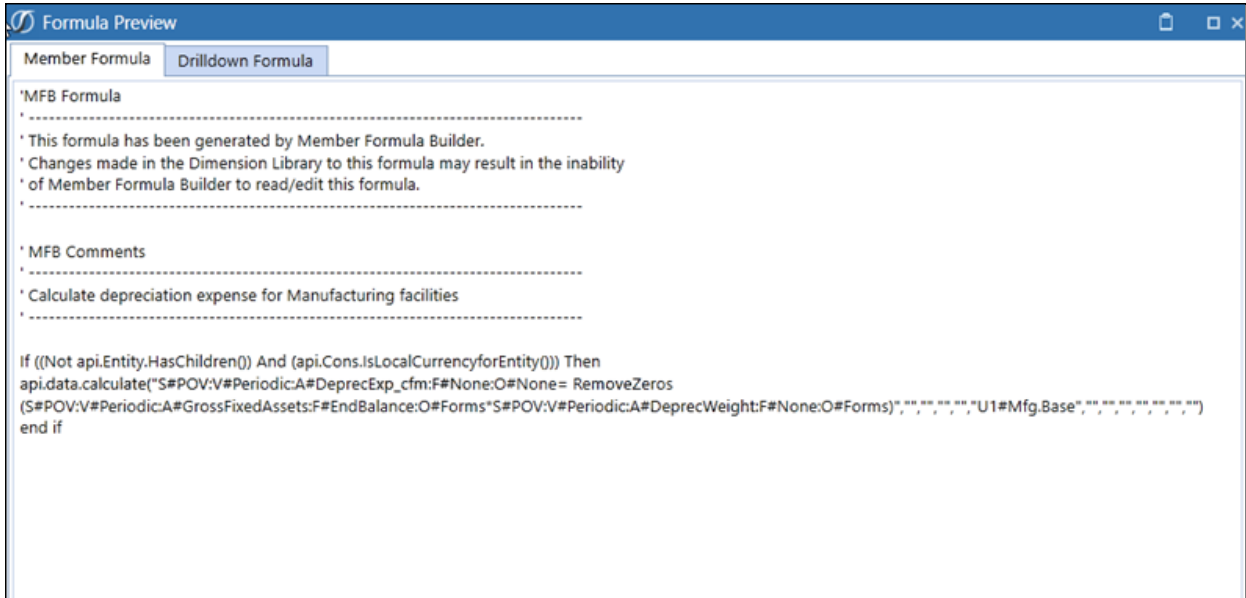 Formula Preview
Member Formula
Drilldown Formula
'MFB Formula
' -----------------------------------------------------------------------------------
' This formula has been generated by Member Formula Builder.
' Changes made in the Dimension Library to this formula may result in the inability
' of Member Formula Builder to read/edit this formula.
' -----------------------------------------------------------------------------------
' MFB Comments
' -----------------------------------------------------------------------------------
' Calculate depreciation expense for Manufacturing facilities
' -----------------------------------------------------------------------------------
If ((Not api.Entity.HasChildren()) And (api.Cons.IsLocalCurrencyforEntity())) Then
api.data.calculate("S#POV:V#Periodic:A#DeprecExp_cfm:F#None:O#None= RemoveZeros
(S#POV:V#Periodic:A#GrossFixedAssets:F#EndBalance:O#Forms*S#POV:V#Periodic:A#DeprecWeight:F#None:O#Forms)","","","","","U1#Mfg.Base","","","","","","","")
end if